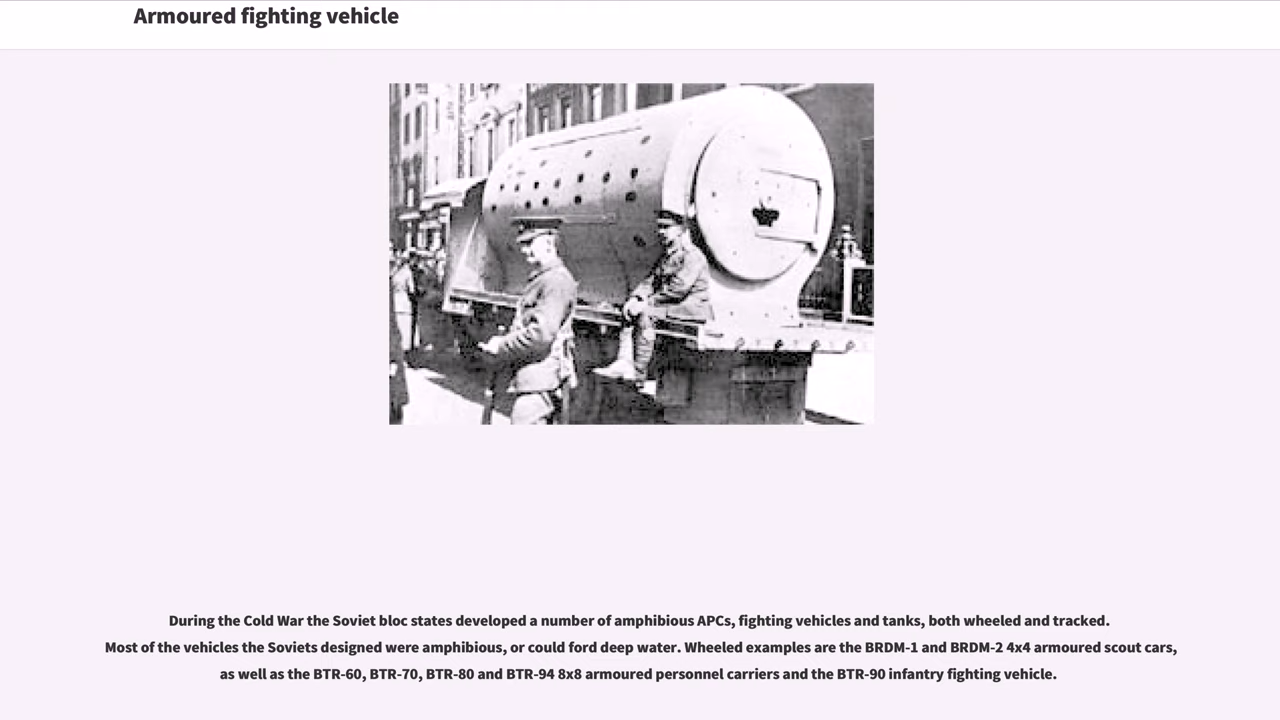 Armoured fighting vehicle
During the Cold War the Soviet bloc states developed a number of amphibious APCs, fighting vehicles and tanks, both wheeled and tracked.
Most of the vehicles the Soviets designed were amphibious, or could ford deep water. Wheeled examples are the BRDM-1 and BRDM-2 4x4 armoured scout cars,
as well as the BTR-60, BTR-70, BTR-80 and BTR-94 8x8 armoured personnel carriers and the BTR-90 infantry fighting vehicle.